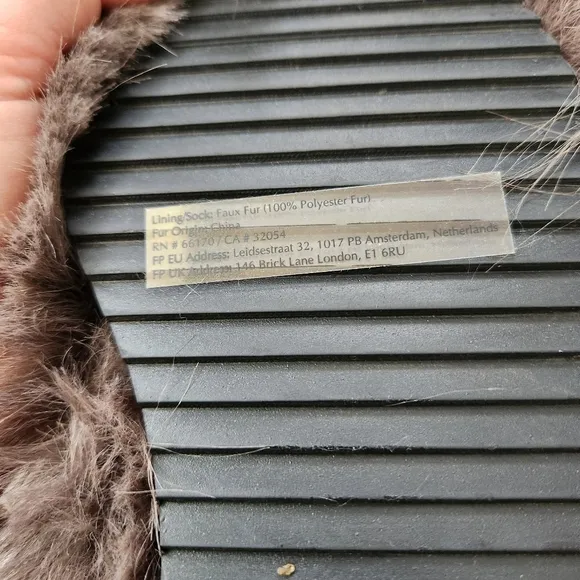 Lining/Sock: Faux Fur (100% Polyester Fur)
Fur Origin: China
RN # 66170 / CA # 32054
FP EU Address: Leidsestraat 32, 1017 PB Amsterdam, Netherlands
FP UK Address: 146 Brick Lane London, E1 6RU